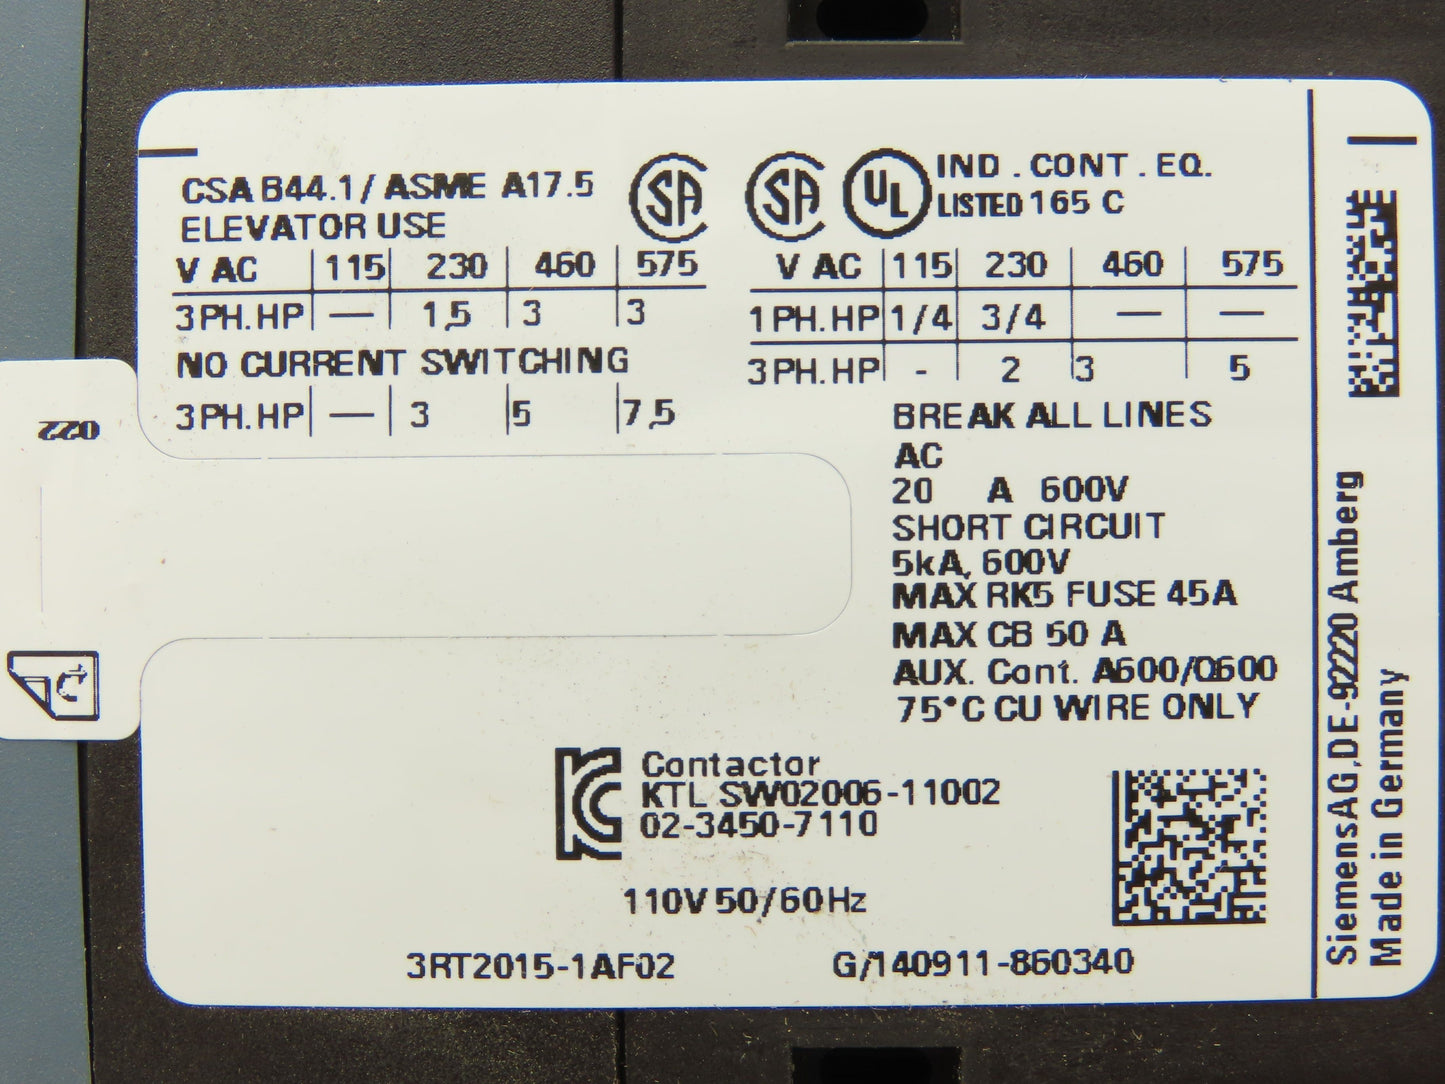 CSA B44.1/ ASME A17.5
ELEVATOR USE
V AC 115 230 460 575
3PH.HP — 1,5 3 3
NO CURRENT SWITCHING
3PH.HP — 3 5 7,5
SA
SA
UL
IND. CONT. EQ.
LISTED 165 C
V AC 115 230 460 575
1PH.HP 1/4 3/4 — —
3PH.HP - 2 3 5
BREAK ALL LINES
AC
20 A 600V
SHORT CIRCUIT
5kA, 600V
MAX RK5 FUSE 45A
MAX CB 50 A
AUX. Cont. A600/Q600
75°C CU WIRE ONLY
022
Contactor
KTL SW02006-11002
02-3450-7110
110V 50/60Hz
3RT2015-1AF02 G/140911-860340
SiemensAG,DE-92220 Amberg
Made in Germany